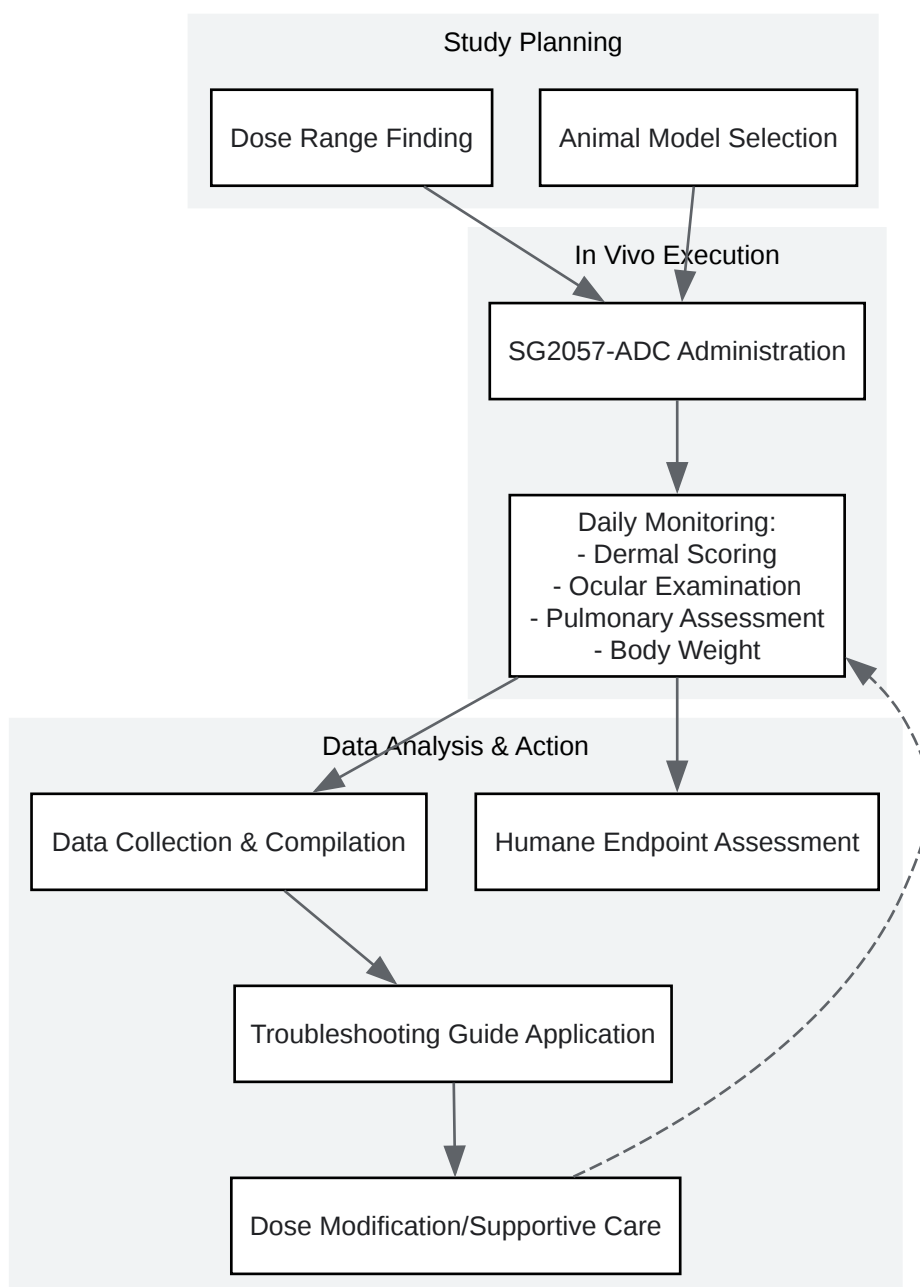 Study Planning
Dose Range Finding
Animal Model Selection
In Vivo Execution
SG2057-ADC Administration
Daily Monitoring:
- Dermal Scoring
- Ocular Examination
- Pulmonary Assessment
- Body Weight
Data Analysis & Action
Data Collection & Compilation
Humane Endpoint Assessment
Troubleshooting Guide Application
Dose Modification/Supportive Care